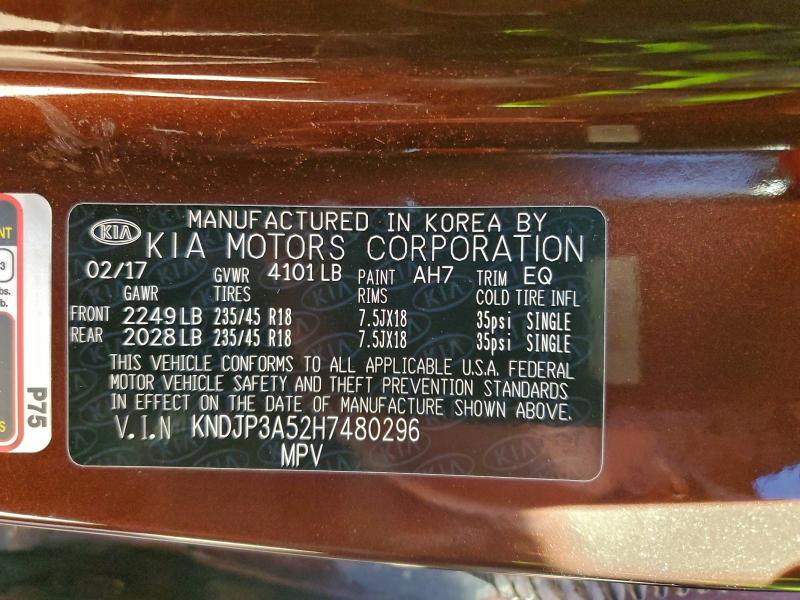 MANUFACTURED IN KOREA BY
KIA KIA MOTORS CORPORATION
02/17 GVWR 4101 LB PAINT AH7 TRIM EQ
GAWR TIRES RIMS COLD TIRE INFL
FRONT 2249 LB 235/45 R18 7.5JX18 35psi SINGLE
REAR 2028 LB 235/45 R18 7.5JX18 35psi SINGLE
THIS VEHICLE CONFORMS TO ALL APPLICABLE U.S.A. FEDERAL
MOTOR VEHICLE SAFETY AND THEFT PREVENTION STANDARDS
IN EFFECT ON THE DATE OF MANUFACTURE SHOWN ABOVE.
V.I.N KNDJP3A52H7480296
MPV
P75